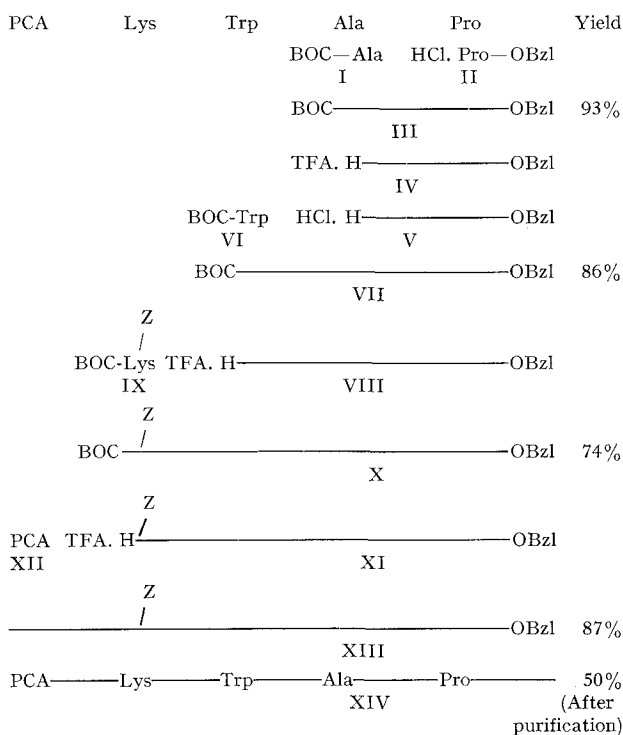 PCA Lys Trp Ala Pro Yield
BOC—Ala HCl. Pro—OBzl
I II
BOC OBzl 93%
III
TFA. H OBzl
IV
BOC-Trp HCl. H OBzl
VI V
BOC OBzl 86%
VII
Z
BOC-Lys TFA. H OBzl
IX VIII
Z
BOC OBzl 74%
X
Z
PCA TFA. H OBzl
XII XI
Z
OBzl 87%
XIII
PCA Lys Trp Ala Pro 50%
XIV (After
purification)